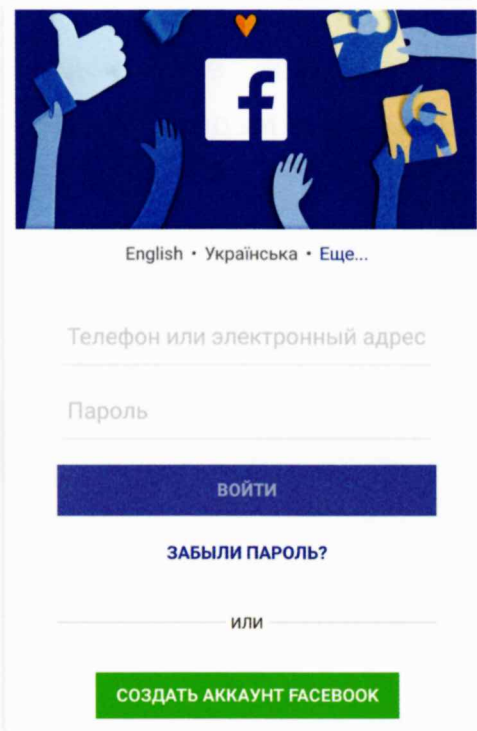 f
English • Українська • Еще...
Телефон или электронный адрес
Пароль
ВОЙТИ
ЗАБЫЛИ ПАРОЛЬ?
ИЛИ
СОЗДАТЬ АККАУНТ FACEBOOK